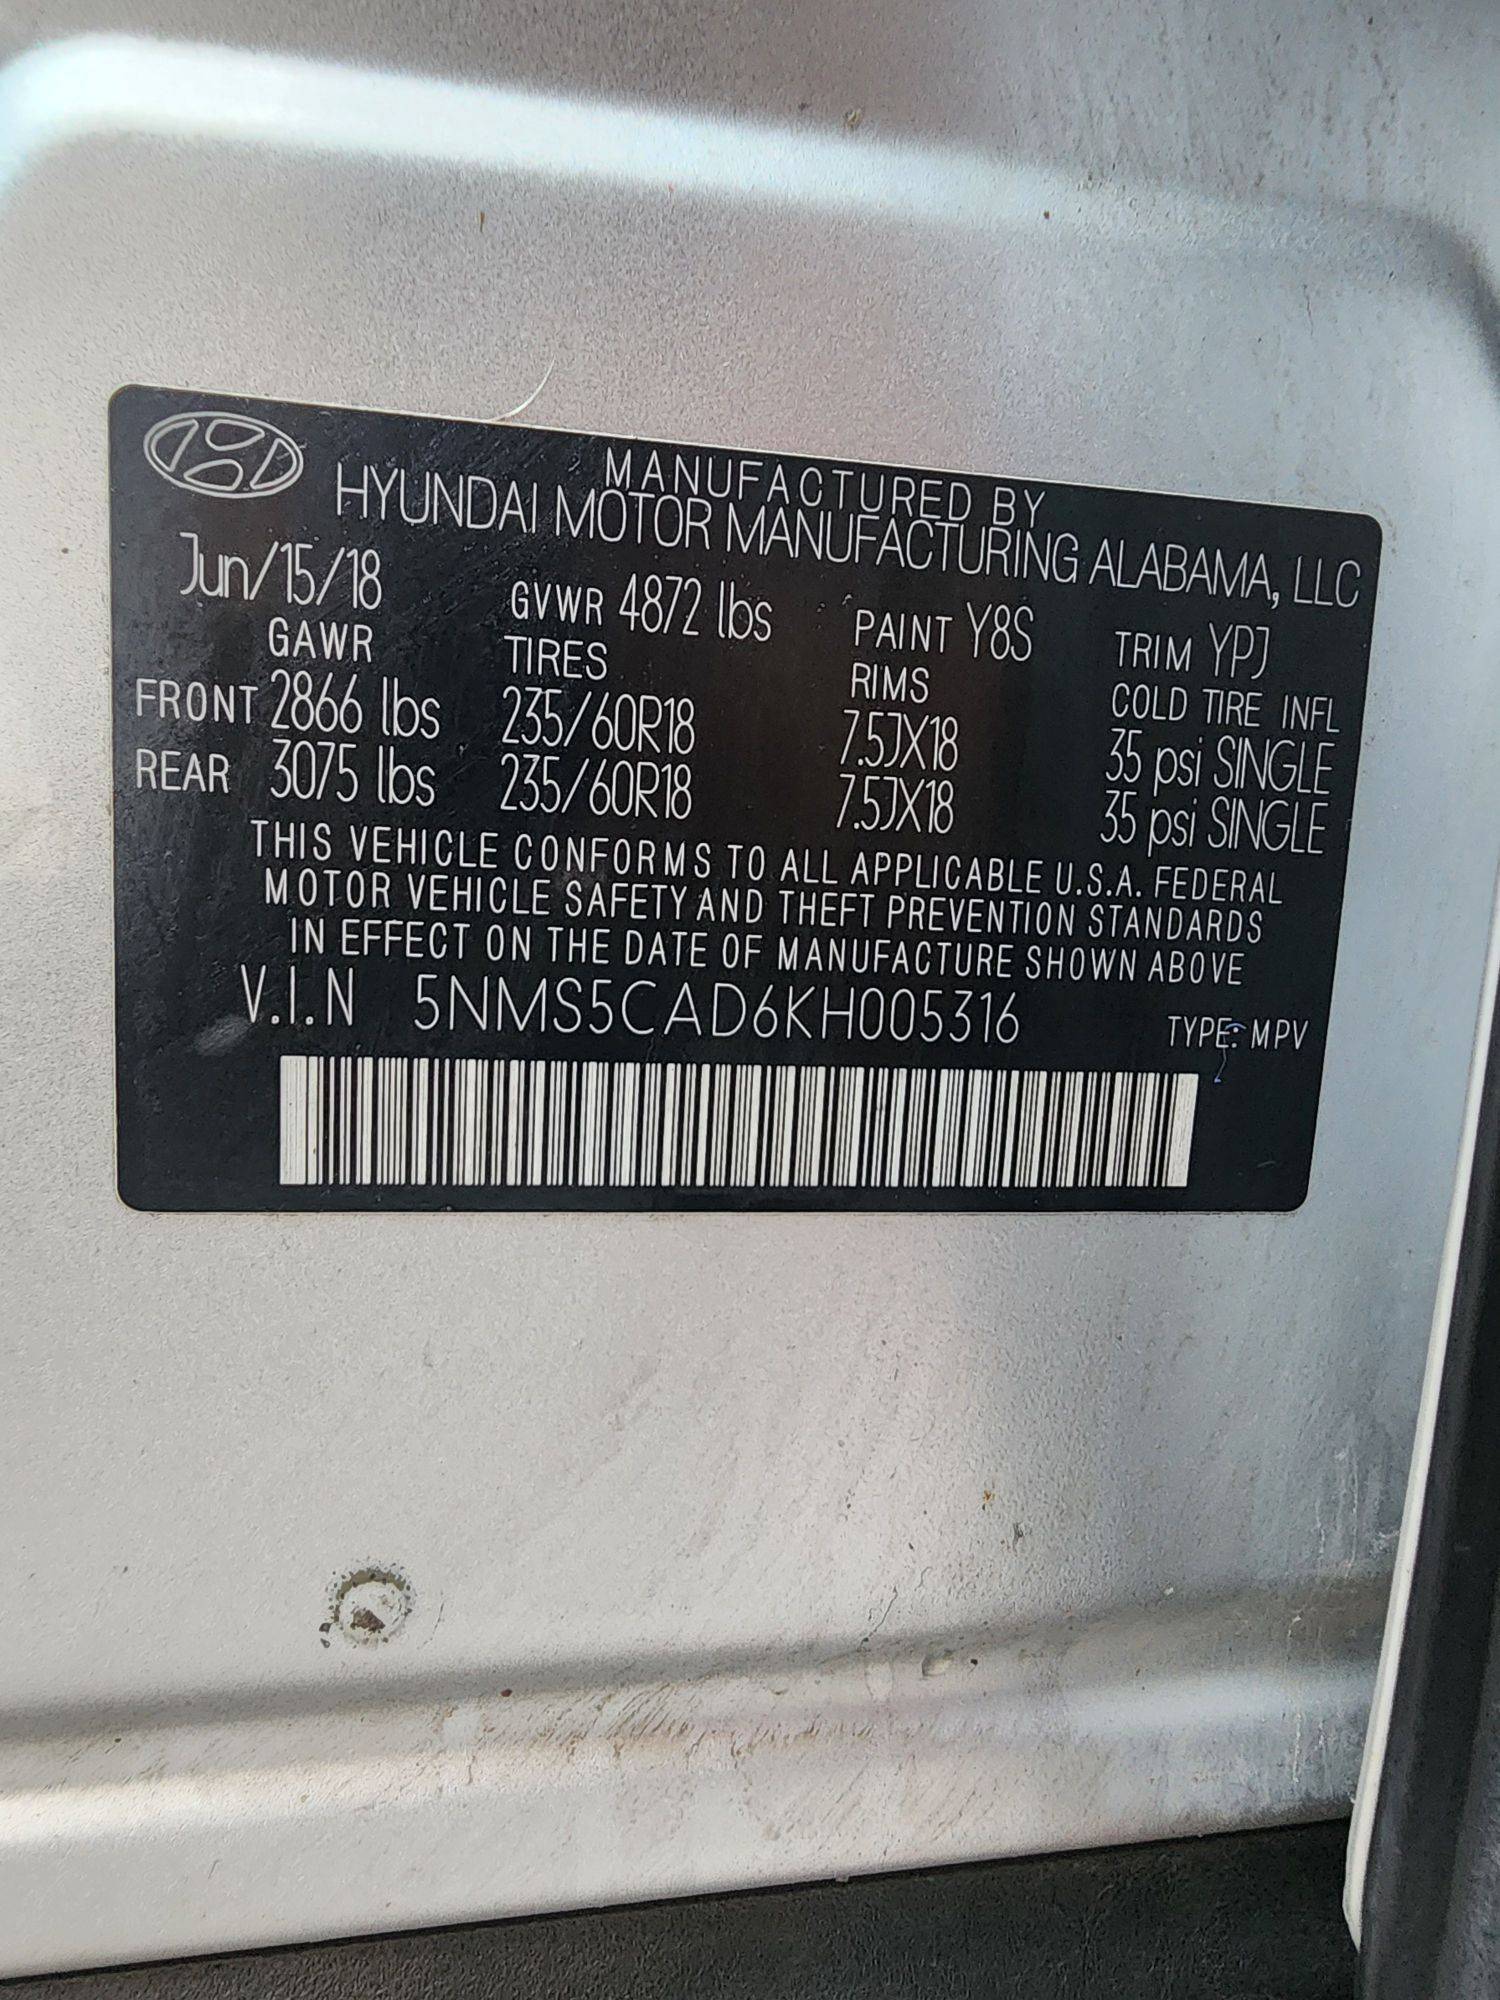 MANUFACTURED BY
HYUNDAI MOTOR MANUFACTURING ALABAMA, LLC
Jun/15/18 GVWR 4872 lbs PAINT Y8S TRIM YPJ
GAWR TIRES RIMS COLD TIRE INFL
FRONT 2866 lbs 235/60R18 7.5JX18 35 psi SINGLE
REAR 3075 lbs 235/60R18 7.5JX18 35 psi SINGLE
THIS VEHICLE CONFORMS TO ALL APPLICABLE U.S.A. FEDERAL
MOTOR VEHICLE SAFETY AND THEFT PREVENTION STANDARDS
IN EFFECT ON THE DATE OF MANUFACTURE SHOWN ABOVE
V.I.N 5NMS5CAD6KH005316 TYPE: MPV